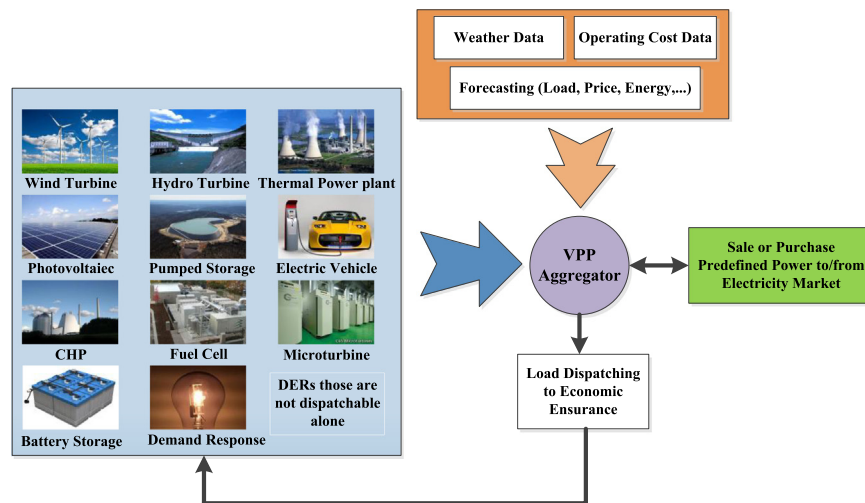 Weather Data
Operating Cost Data
Forecasting (Load, Price, Energy,...)
Wind Turbine
Hydro Turbine
Thermal Power plant
Photovoltaiec
Pumped Storage
Electric Vehicle
CHP
Fuel Cell
Microturbine
Battery Storage
Demand Response
DERs those are
not dispatchable
alone
VPP
Aggregator
Sale or Purchase
Predefined Power to/from
Electricity Market
Load Dispatching
to Economic
Ensurance